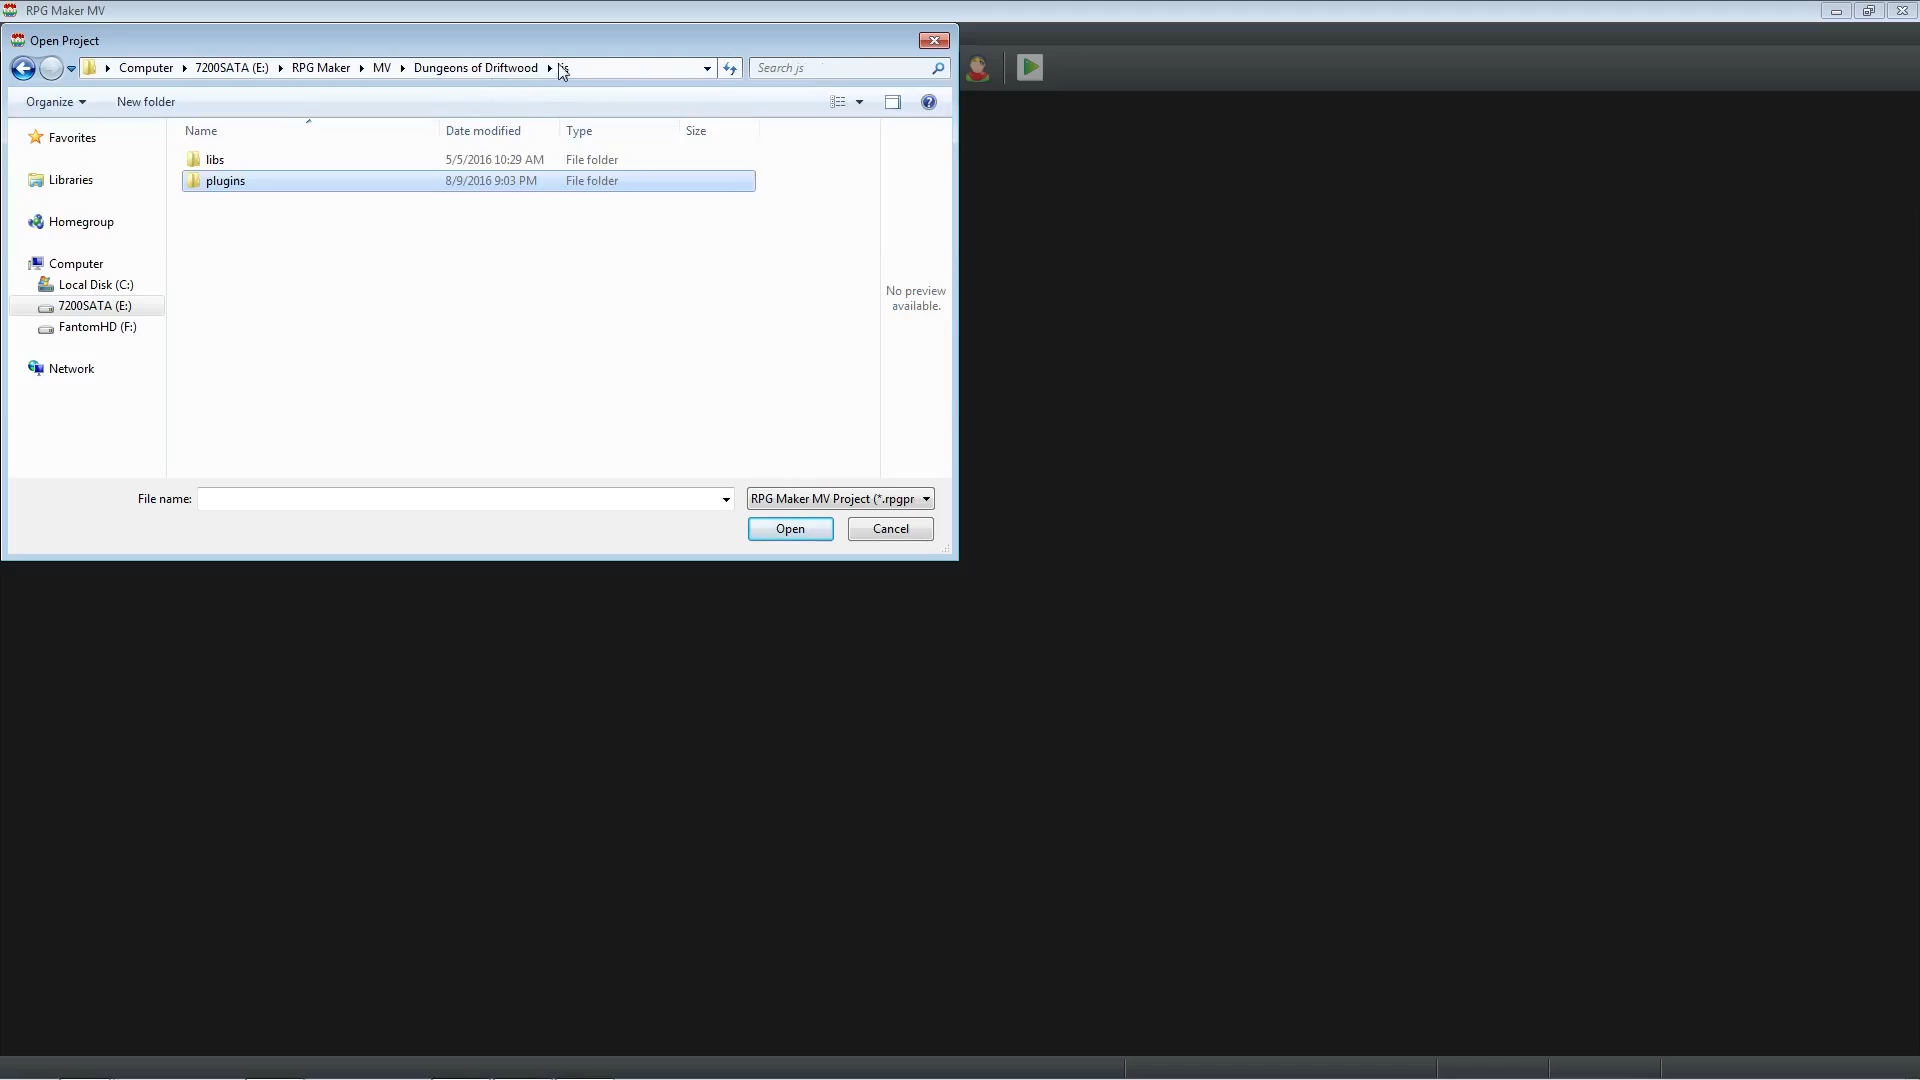 RPG Maker MV
Open Project
Computer 7200SATA (E:) RPG Maker MV Dungeons of Driftwood
Search js
Organize New folder
Name Date modified Type Size
Favorites
Libraries
Homegroup
Computer
Local Disk (C:)
7200SATA (E:)
FantomHD (F:)
Network
libs 5/5/2016 10:29 AM File folder
plugins 8/9/2016 9:03 PM File folder
No preview
available.
File name: RPG Maker MV Project (*.rpgpr
Open Cancel